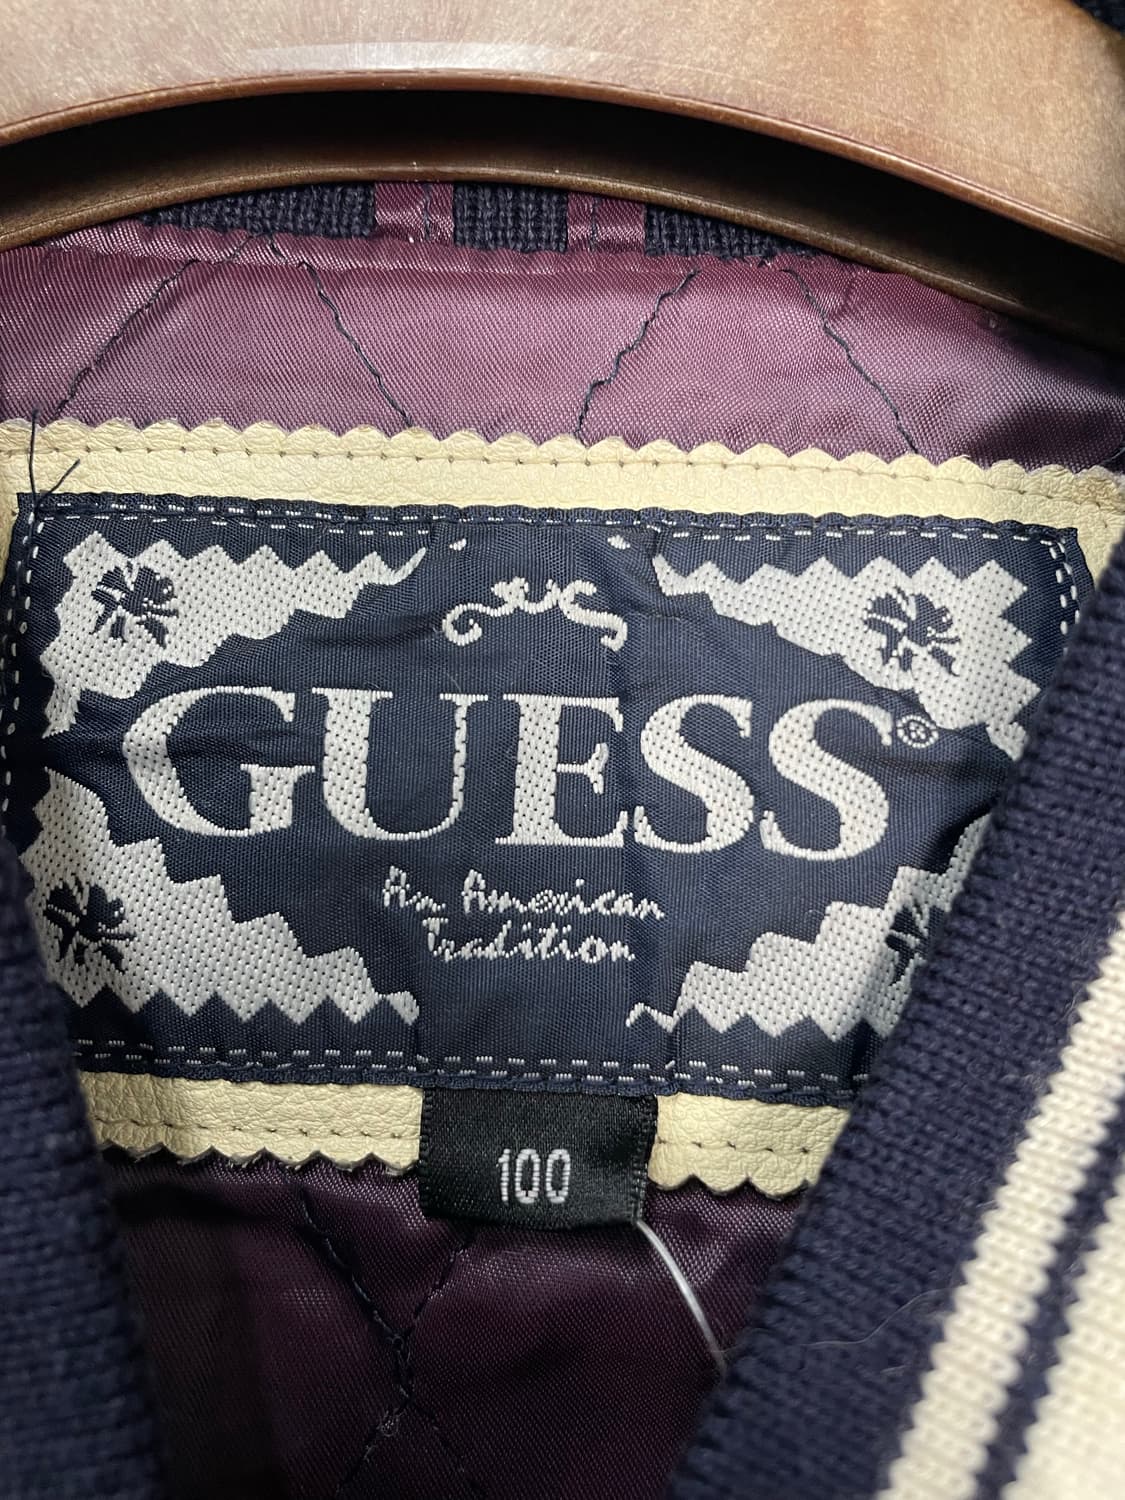 GUESS®
An American
Tradition
100